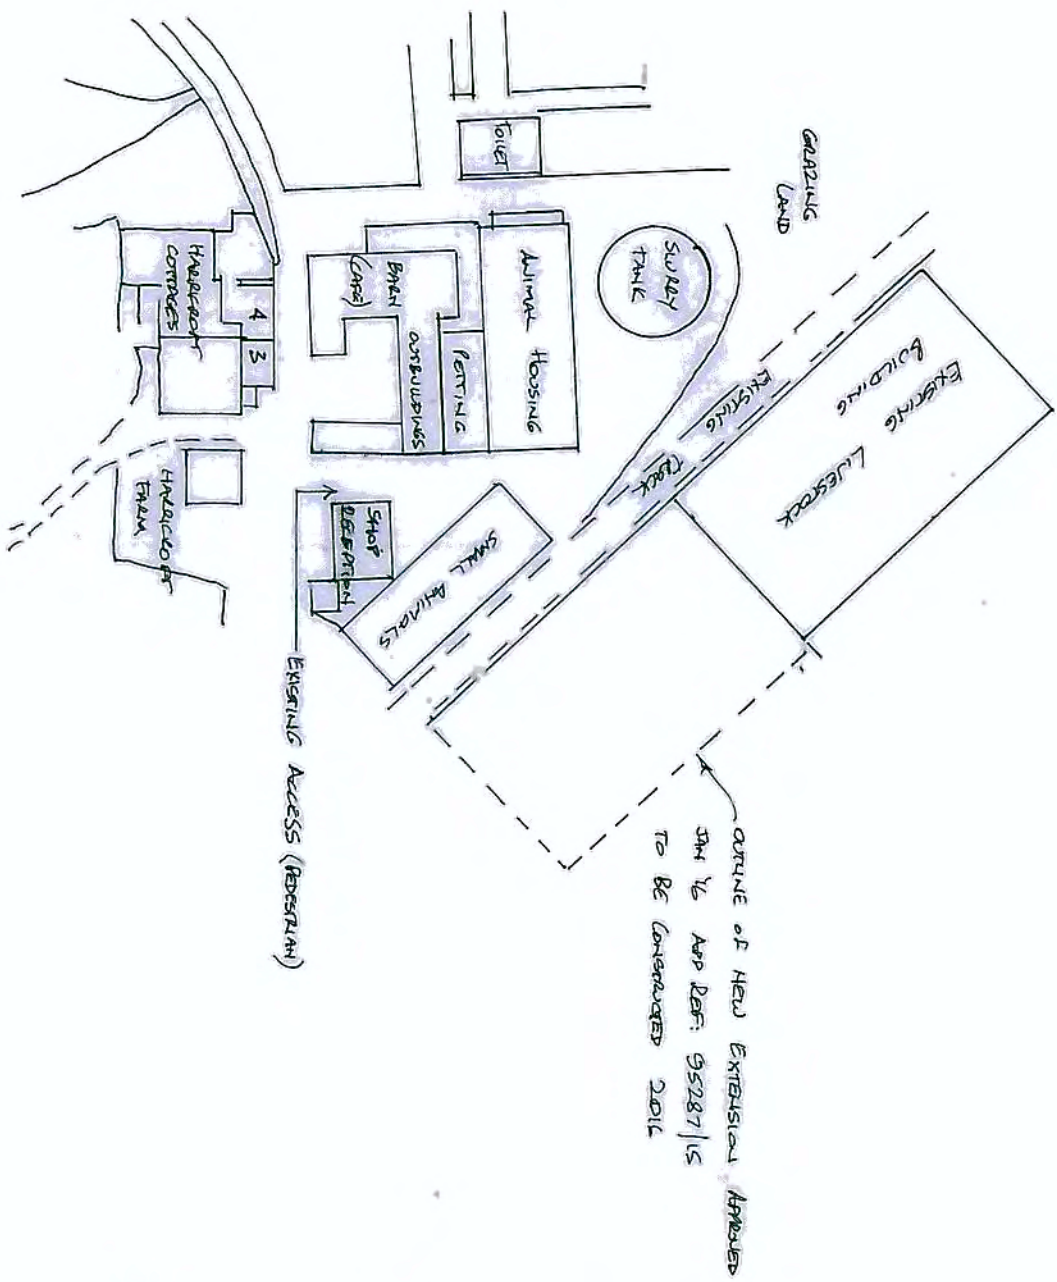 GRAZING
LAND
TOILET
SLURRY
TANK
EXISTING
BUILDING
LIVESTOCK
EXISTING
TRACK
ANIMAL HOUSING
PETTING
BARN
(CAFE)
OUTBUILDINGS
4
3
HARRICROFT
COTTAGES
HARRICROFT
FARM
SHOP
RECEPTION
SMALL ANIMALS
EXISTING ACCESS (PEDESTRIAN)
OUTLINE OF NEW EXTENSION APPROVED
JAN '16 APP REF: 95287/15
TO BE CONSTRUCTED 2016